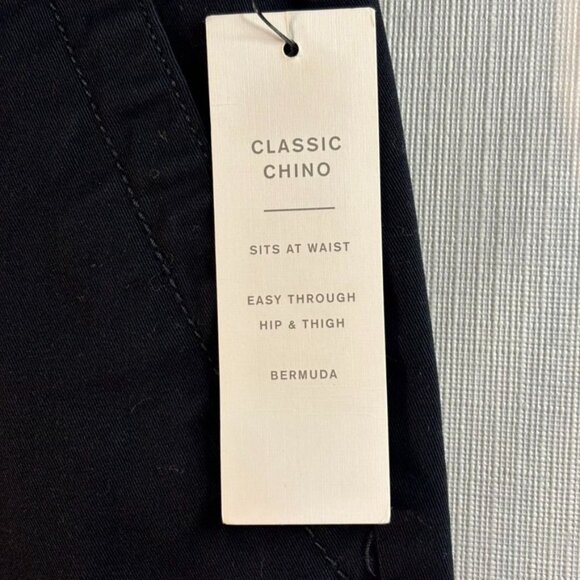 CLASSIC
CHINO
SITS AT WAIST
EASY THROUGH
HIP & THIGH
BERMUDA